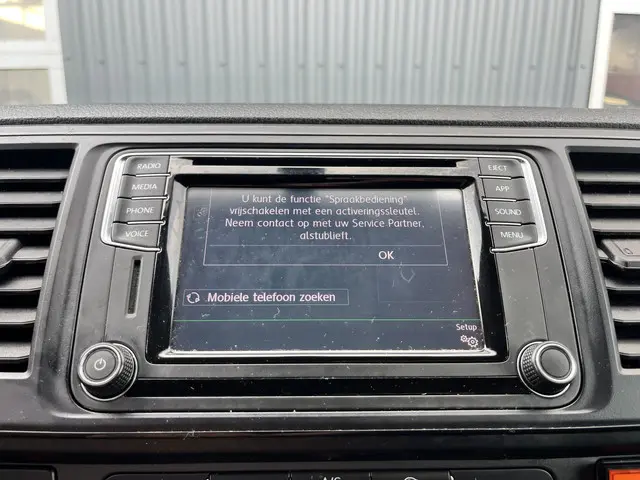 RADIO
MEDIA
PHONE
VOICE
EJECT
APP
SOUND
MENU
U kunt de functie "Spraakbediening"
vrijschakelen met een activeringssleutel.
Neem contact op met uw Service Partner,
alstublieft.
OK
Mobiele telefoon zoeken
Setup
A/C